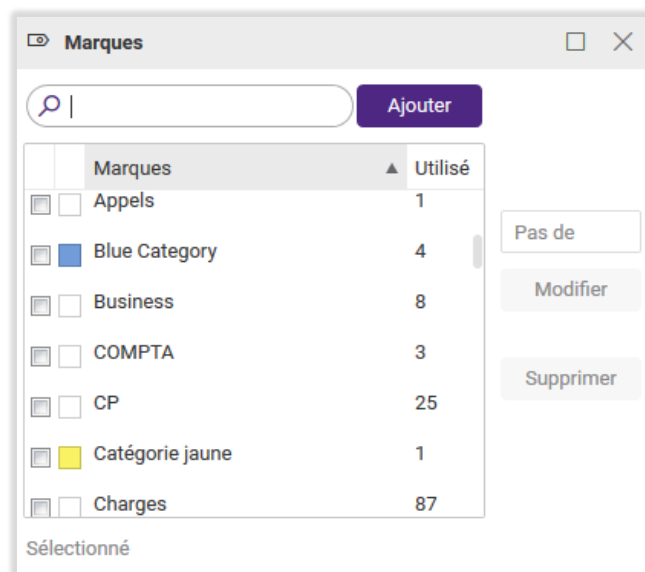 Marques
Ajouter
Marques Utilisé
Appels 1
Blue Category 4
Business 8
COMPTA 3
CP 25
Catégorie jaune 1
Charges 87
Pas de
Modifier
Supprimer
Sélectionné